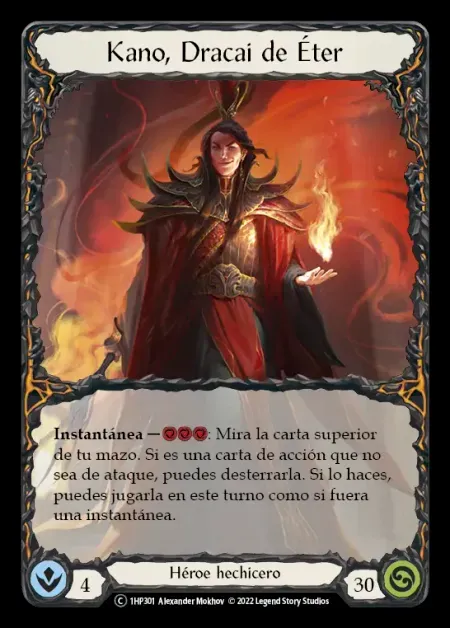 Kano, Dracai de Éter
Instantánea — : Mira la carta superior
de tu mazo. Si es una carta de acción que no
sea de ataque, puedes desterrarla. Si lo haces,
puedes jugarla en este turno como si fuera
una instantánea.
4
Héroe hechicero
30
C 1HP301 Alexander Mokhov © 2022 Legend Story Studios